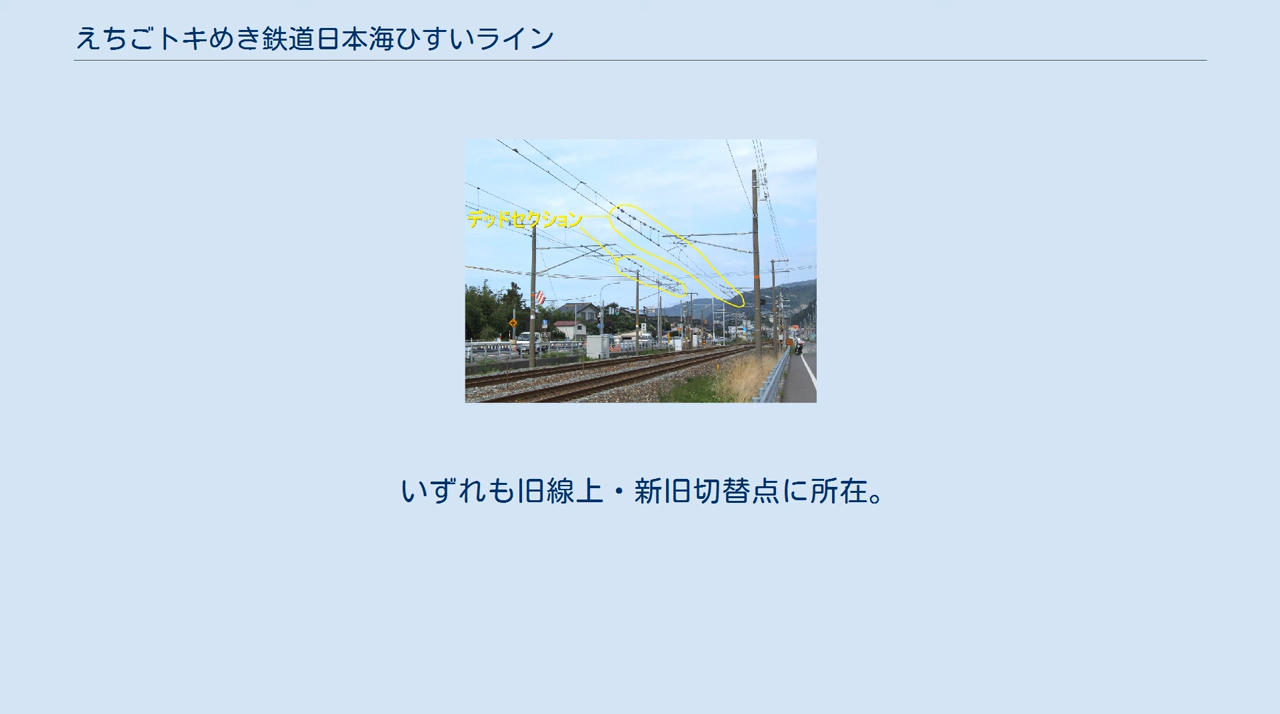 えちごトキめき鉄道日本海ひすいライン
デッドセクション
いずれも旧線上・新旧切替点に所在。